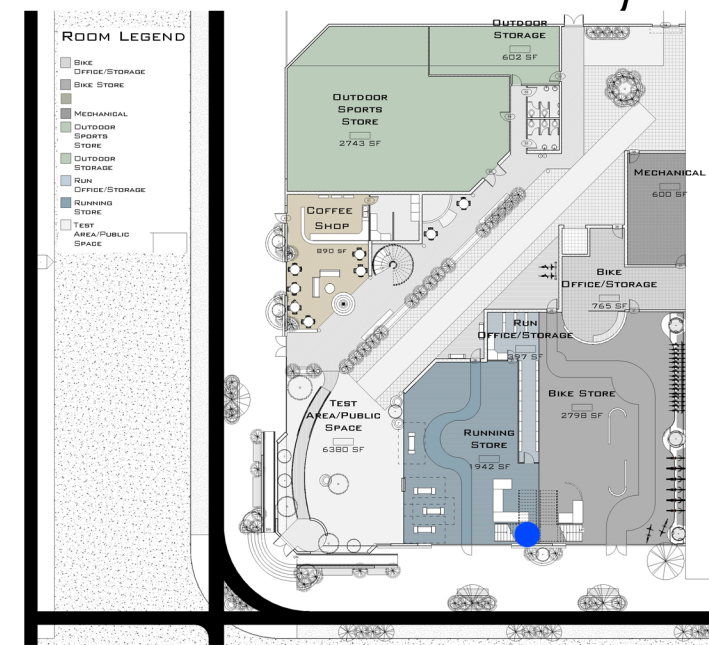 ROOM LEGEND
BIKE
OFFICE/STORAGE
BIKE STORE
MECHANICAL
OUTDOOR
SPORTS
STORE
OUTDOOR
STORAGE
RUN
OFFICE/STORAGE
RUNNING
STORE
TEST
AREA/PUBLIC
SPACE
OUTDOOR
STORAGE
602 SF
OUTDOOR
SPORTS
STORE
2743 SF
MECHANICAL
600 SF
COFFEE
SHOP
890 SF
BIKE
OFFICE/STORAGE
765 SF
RUN
OFFICE/STORAGE
397 SF
BIKE STORE
2798 SF
TEST
AREA/PUBLIC
SPACE
6380 SF
RUNNING
STORE
1942 SF